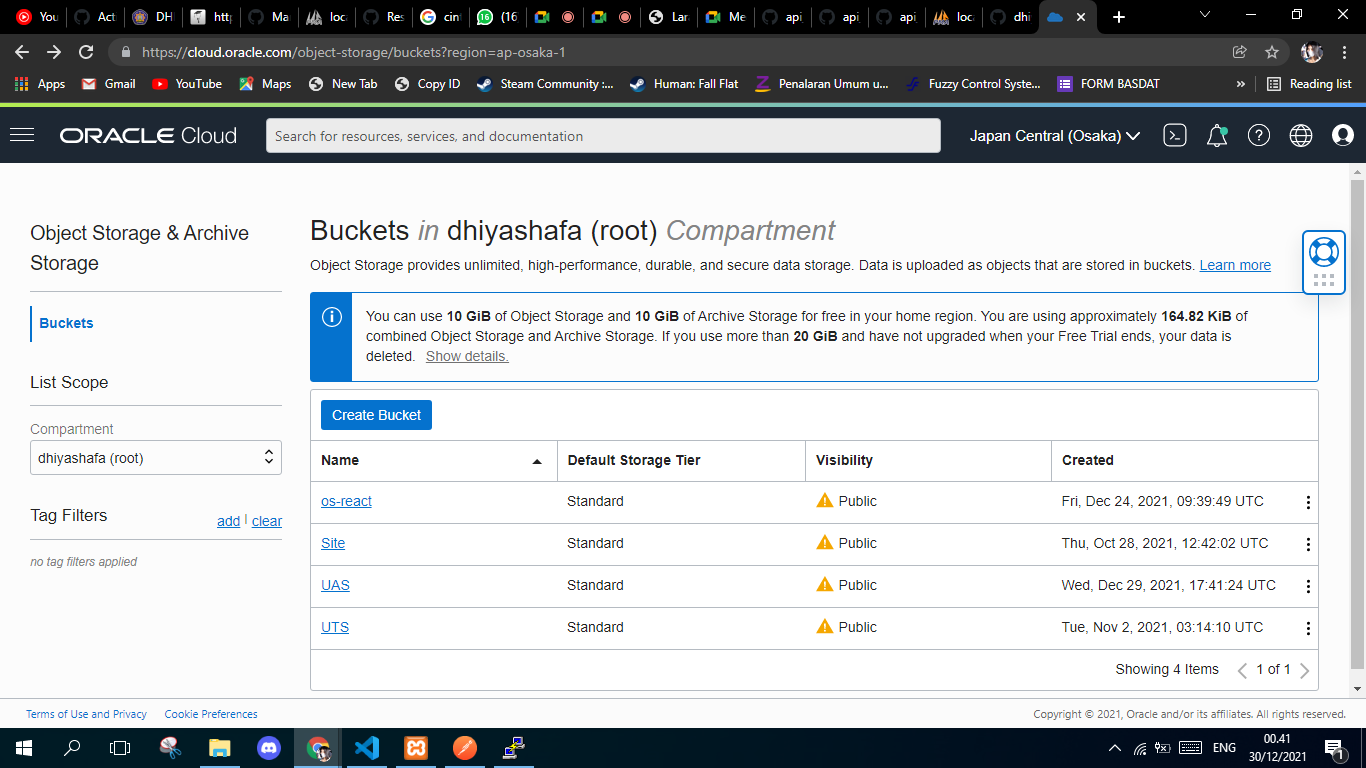 You
Act
DH
http
Ma
loca
Res
cin
(16
Lar
Me
api_
api_
api_
loca
dhi
https://cloud.oracle.com/object-storage/buckets?region=ap-osaka-1
Apps
Gmail
YouTube
Maps
New Tab
Copy ID
Steam Community :...
Human: Fall Flat
Penalaran Umum u...
Fuzzy Control Syste...
FORM BASDAT
»
Reading list
ORACLE Cloud
Search for resources, services, and documentation
Japan Central (Osaka)
Object Storage & Archive
Storage
Buckets
List Scope
Compartment
dhiyashafa (root)
Tag Filters
add | clear
no tag filters applied
Buckets in dhiyashafa (root) Compartment
Object Storage provides unlimited, high-performance, durable, and secure data storage. Data is uploaded as objects that are stored in buckets. Learn more
You can use 10 GiB of Object Storage and 10 GiB of Archive Storage for free in your home region. You are using approximately 164.82 KiB of
combined Object Storage and Archive Storage. If you use more than 20 GiB and have not upgraded when your Free Trial ends, your data is
deleted. Show details.
Create Bucket
Name Default Storage Tier Visibility Created
os-react Standard Public Fri, Dec 24, 2021, 09:39:49 UTC
Site Standard Public Thu, Oct 28, 2021, 12:42:02 UTC
UAS Standard Public Wed, Dec 29, 2021, 17:41:24 UTC
UTS Standard Public Tue, Nov 2, 2021, 03:14:10 UTC
Showing 4 Items 1 of 1
Terms of Use and Privacy Cookie Preferences
Copyright © 2021, Oracle and/or its affiliates. All rights reserved.
ENG
00.41
30/12/2021
1